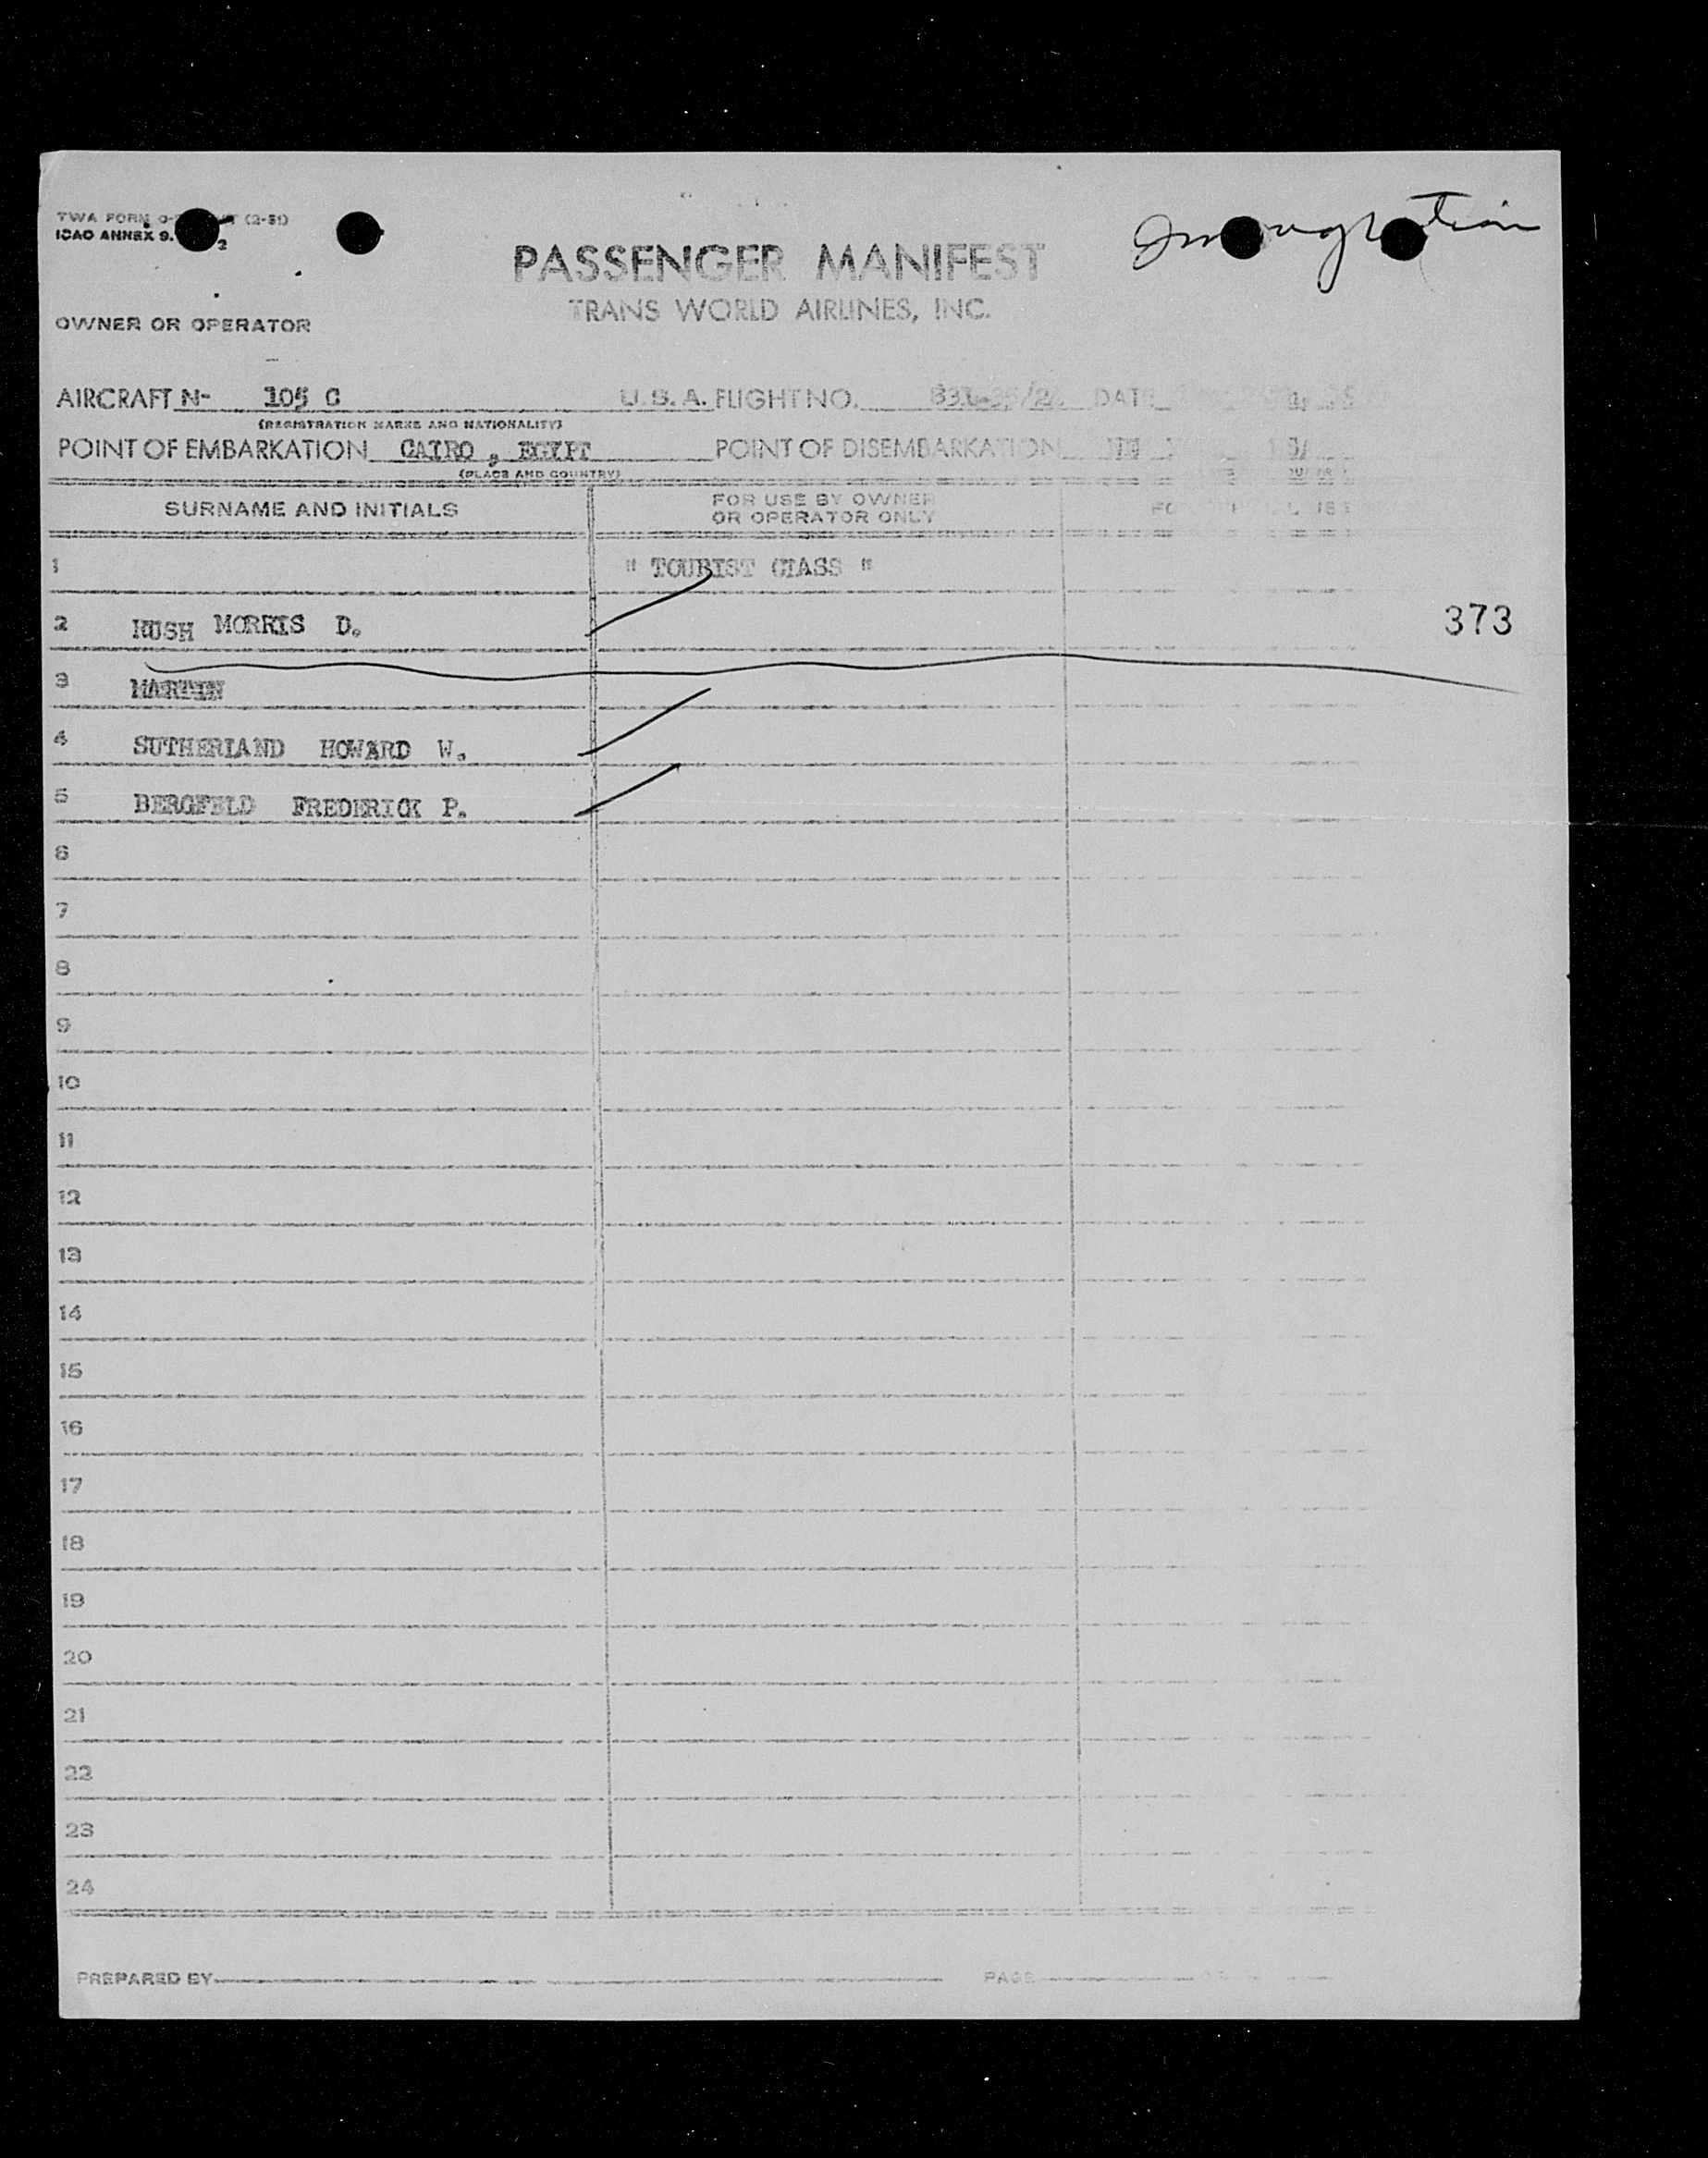 TWA FORM O- (2-51)
ICAO ANNEX 9. 2
PASSENGER MANIFEST
TRANS WORLD AIRLINES, INC.
OWNER OR OPERATOR
AIRCRAFT N- 105 C U.S.A. FLIGHT NO. DATE
(REGISTRATION MARKS AND NATIONALITY)
POINT OF EMBARKATION CAIRO , EGYPT POINT OF DISEMBARKATION
(PLACE AND COUNTRY)
SURNAME AND INITIALS
FOR USE BY OWNER
OR OPERATOR ONLY
1 " TOURIST CLASS "
2 MORRIS D.
373
3 MARTIN
4 SUTHERLAND HOWARD W.
5 BERGFELD FREDERICK P.
6
7
8
9
10
11
12
13
14
15
16
17
18
19
20
21
22
23
24
PREPARED BY PAGE